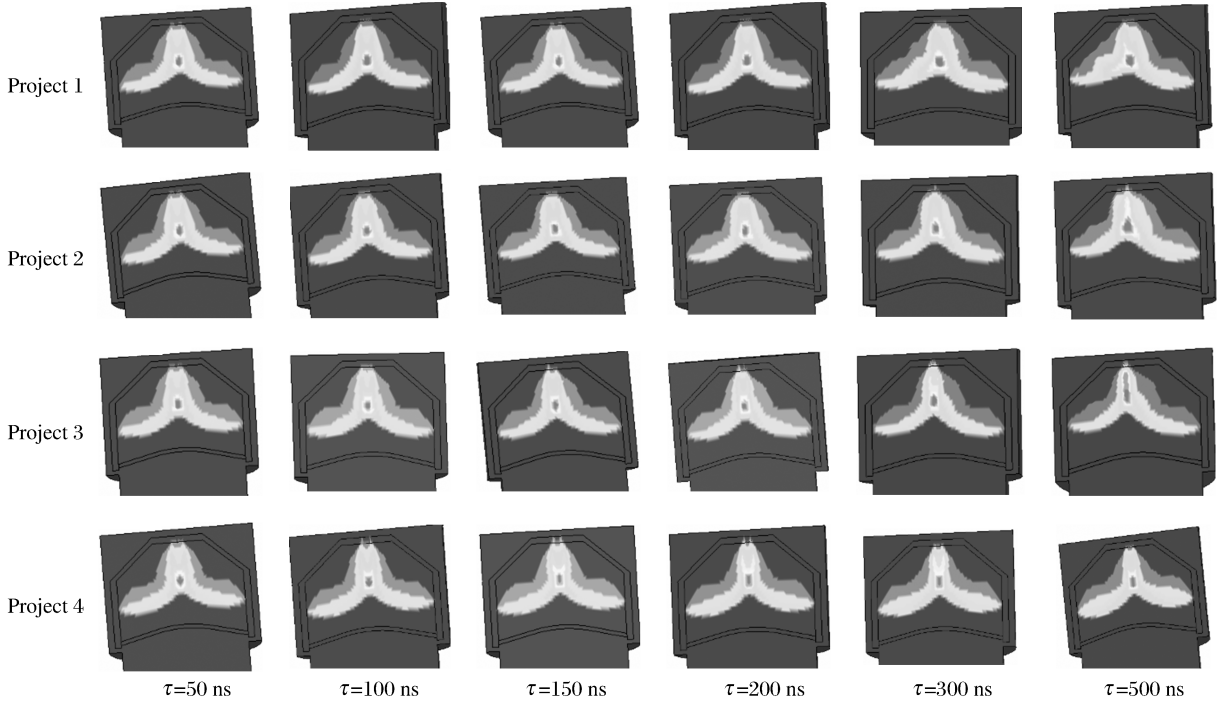 Project 1
Project 2
Project 3
Project 4
τ=50 ns τ=100 ns τ=150 ns τ=200 ns τ=300 ns τ=500 ns